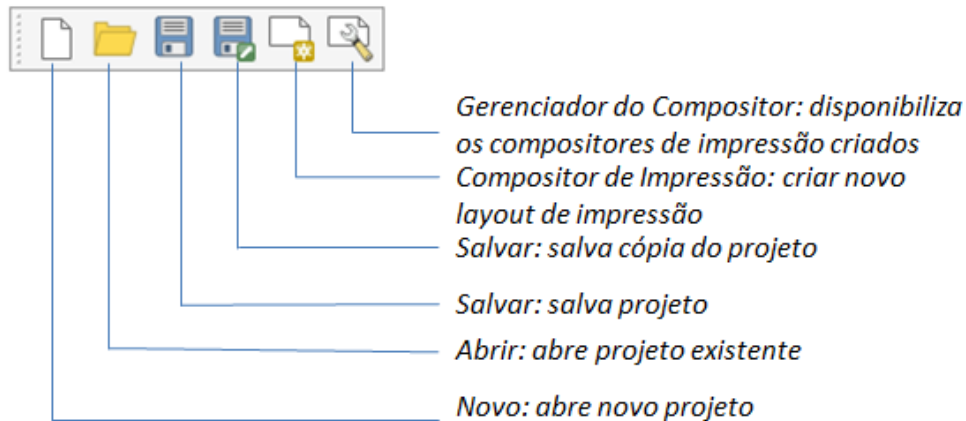 Gerenciador do Compositor: disponibiliza
os compositores de impressão criados
Compositor de Impressão: criar novo
layout de impressão
Salvar: salva cópia do projeto
Salvar: salva projeto
Abrir: abre projeto existente
Novo: abre novo projeto